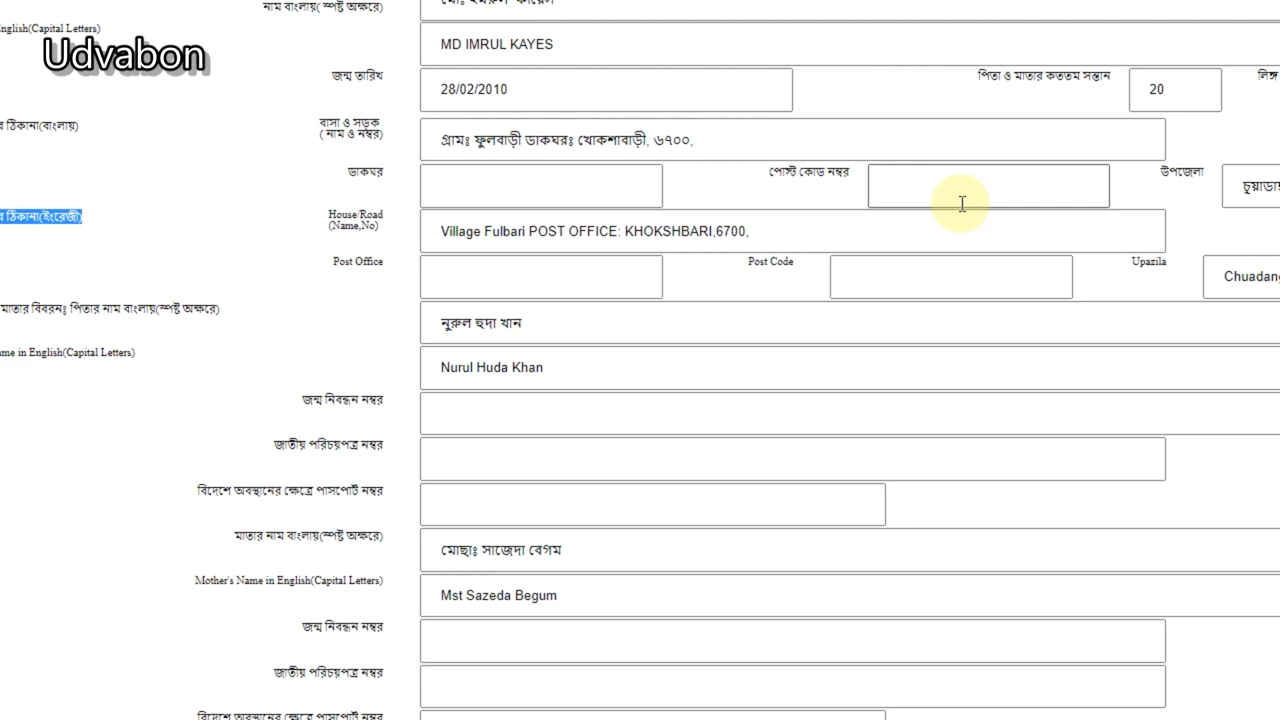 নাম বাংলায়( স্পষ্ট অক্ষরে)
English(Capital Letters)
MD IMRUL KAYES
Udvabon
জন্ম তারিখ
28/02/2010
পিতা ও মাতার কততম সন্তান
20
লিঙ্গ
ঠিকানা(বাংলায়)
বাসা ও সড়ক
( নাম ও নম্বর)
গ্রামঃ ফুলবাড়ী ডাকঘরঃ খোকশাবাড়ী, ৬৭০০,
ডাকঘর
পোস্ট কোড নম্বর
উপজেলা
চুয়াডা
ঠিকানা(ইংরেজী)
House/Road
(Name,No)
Village Fulbari POST OFFICE: KHOKSHBARI,6700,
Post Office
Post Code
Upazila
Chuadang
মাতার বিবরনঃ পিতার নাম বাংলায়(স্পষ্ট অক্ষরে)
নুরুল হুদা খান
ame in English(Capital Letters)
Nurul Huda Khan
জন্ম নিবন্ধন নম্বর
জাতীয় পরিচয়পত্র নম্বর
বিদেশে অবস্থানের ক্ষেত্রে পাসপোর্ট নম্বর
মাতার নাম বাংলায়(স্পষ্ট অক্ষরে)
মোছাঃ সাজেদা বেগম
Mother's Name in English(Capital Letters)
Mst Sazeda Begum
জন্ম নিবন্ধন নম্বর
জাতীয় পরিচয়পত্র নম্বর
বিদেশে অবস্থানের ক্ষেত্রে পাসপোর্ট নম্বর